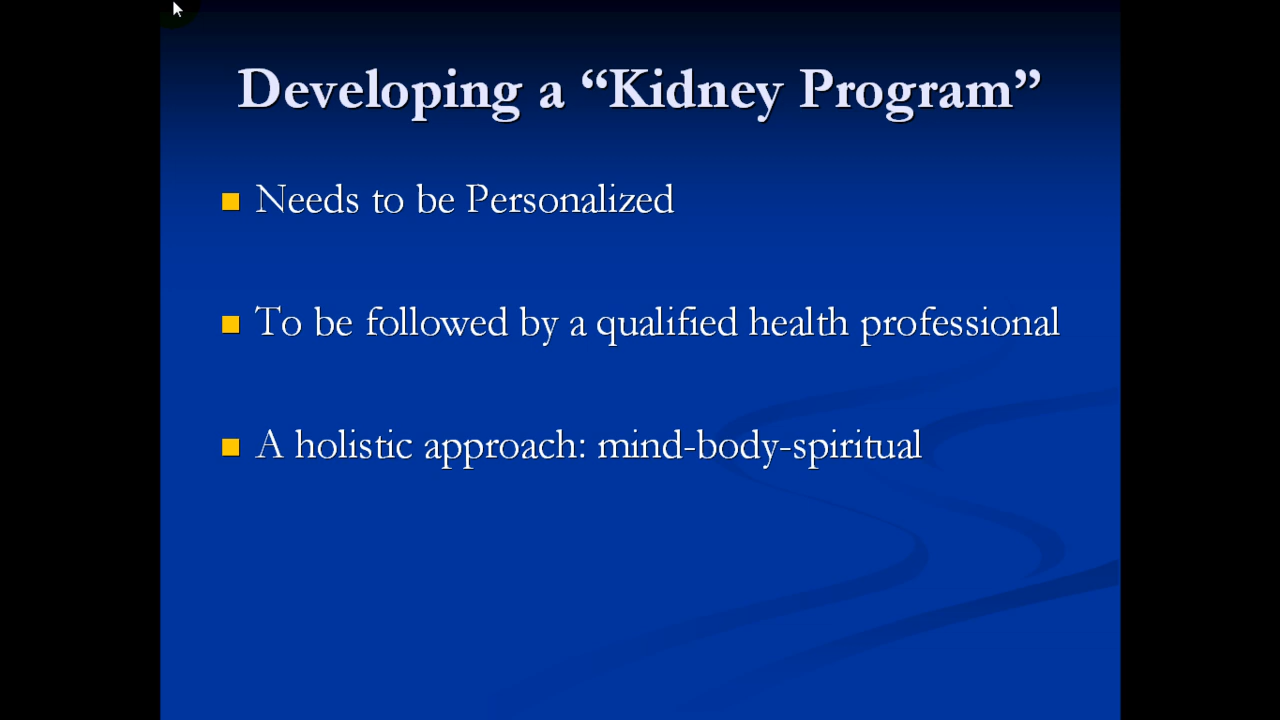 Developing a “Kidney Program”
Needs to be Personalized
To be followed by a qualified health professional
A holistic approach: mind-body-spiritual